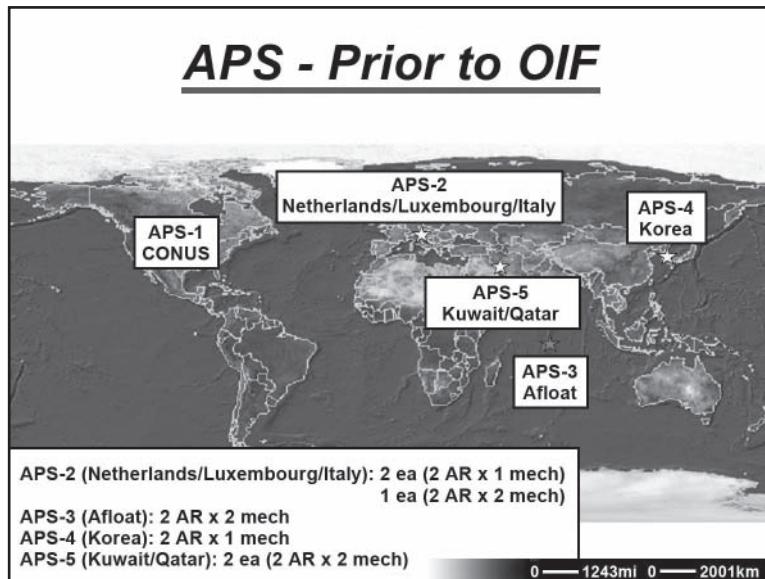 APS - Prior to OIF
APS-2
Netherlands/Luxembourg/Italy
APS-4
Korea
APS-1
CONUS
APS-5
Kuwait/Qatar
APS-3
Afloat
APS-2 (Netherlands/Luxembourg/Italy): 2 ea (2 AR x 1 mech)
1 ea (2 AR x 2 mech)
APS-3 (Afloat): 2 AR x 2 mech
APS-4 (Korea): 2 AR x 1 mech
APS-5 (Kuwait/Qatar): 2 ea (2 AR x 2 mech)
0 — 1243mi 0 — 2001km